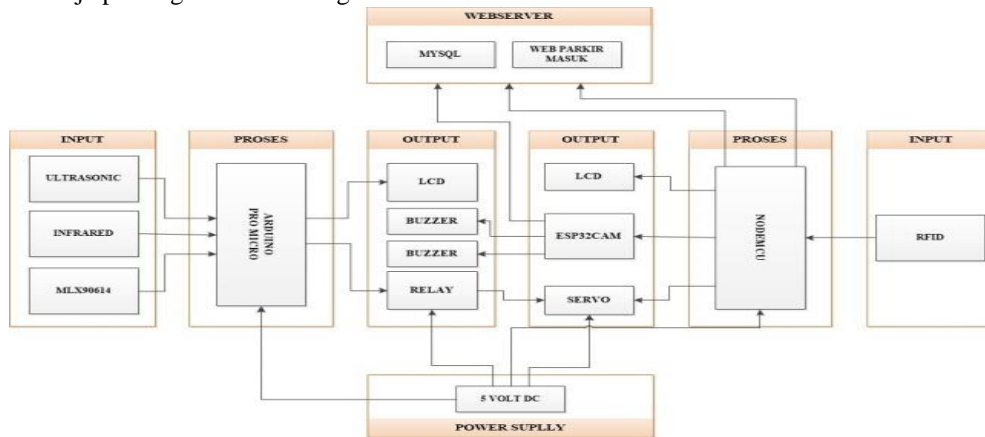 WEBSERVER
MYSQL
WEB PARKIR
MASUK
INPUT
ULTRASONIC
INFRARED
MLX90614
PROSES
ARDUINO
PRO MICRO
OUTPUT
LCD
BUZZER
BUZZER
RELAY
OUTPUT
LCD
ESP32CAM
SERVO
PROSES
NODEMCU
INPUT
RFID
5 VOLT DC
POWER SUPLLY